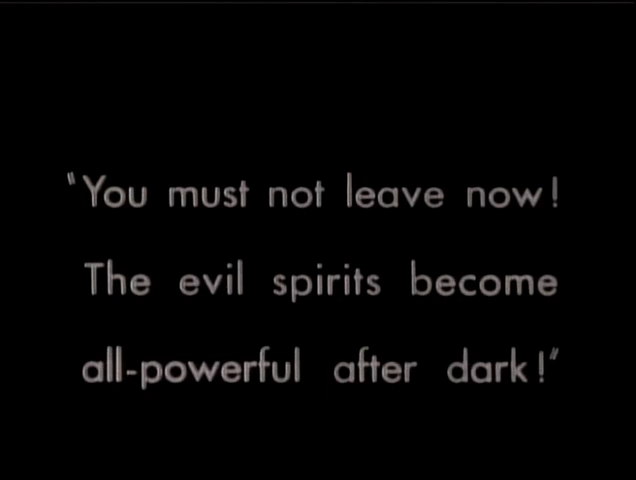 "You must not leave now!
The evil spirits become
all-powerful after dark!"